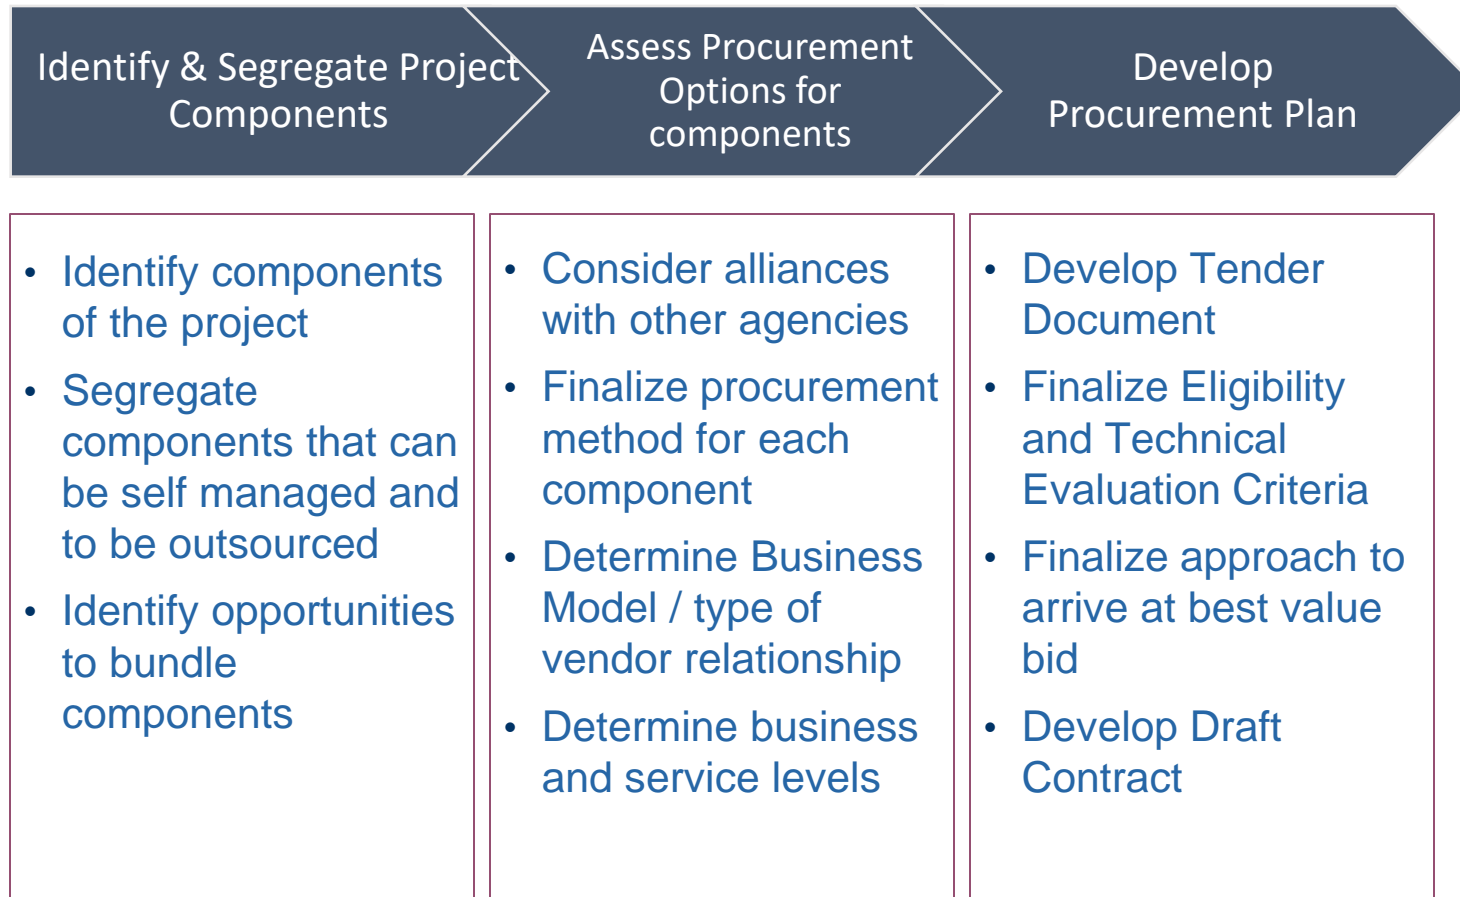 Identify & Segregate Project
Components
Assess Procurement
Options for
components
Develop
Procurement Plan
• Identify components
of the project
• Segregate
components that can
be self managed and
to be outsourced
• Identify opportunities
to bundle
components
• Consider alliances
with other agencies
• Finalize procurement
method for each
component
• Determine Business
Model / type of
vendor relationship
• Determine business
and service levels
• Develop Tender
Document
• Finalize Eligibility
and Technical
Evaluation Criteria
• Finalize approach to
arrive at best value
bid
• Develop Draft
Contract